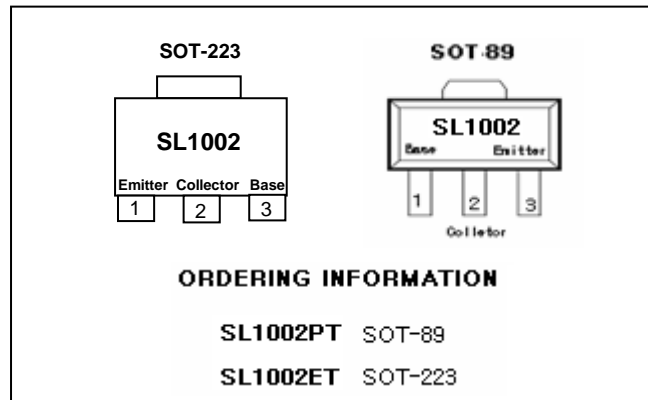 SOT-223
SL1002
Emitter Collector Base
1 2 3
SOT-89
SL1002
Base Emitter
1 2 3
Colletor
ORDERING INFORMATION
SL1002PT SOT-89
SL1002ET SOT-223